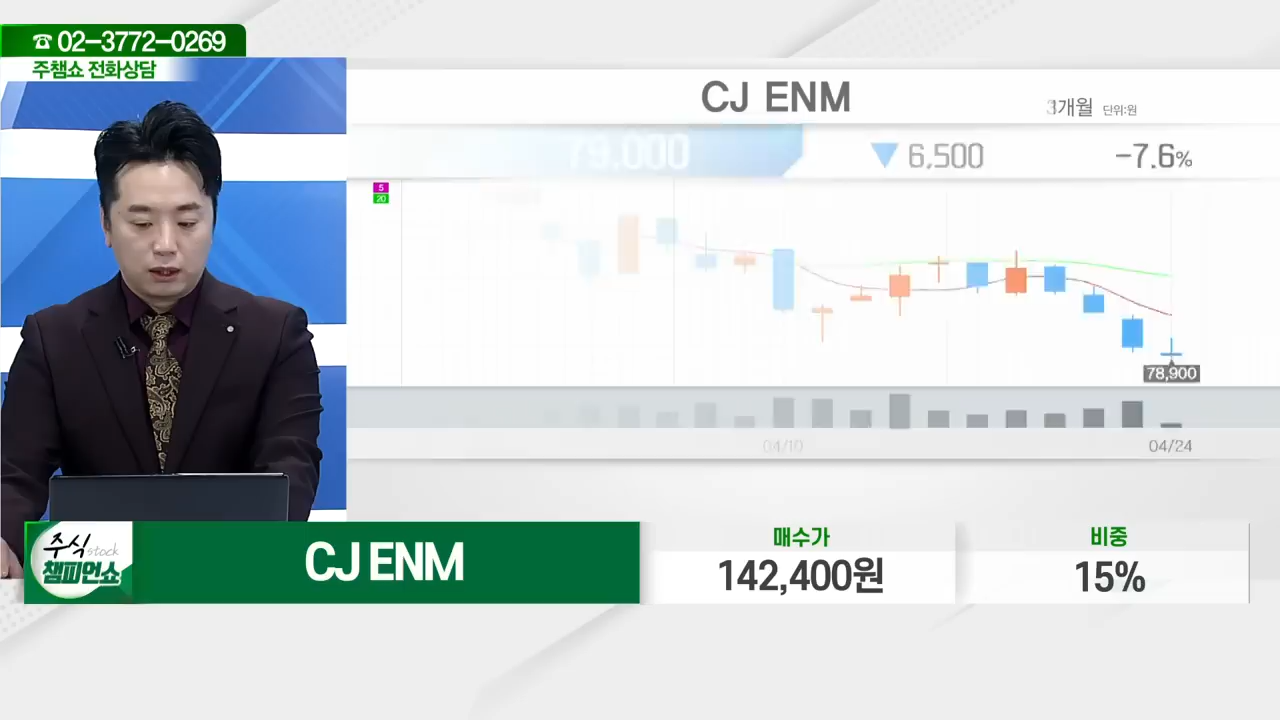 ☎ 02-3772-0269
주챔쇼 전화상담
CJ ENM
3개월 단위:원
79,000 ▼ 6,500 -7.6%
5
20
78,900
04/10 04/24
주식 stock
챔피언쇼
CJ ENM
매수가
142,400원
비중
15%